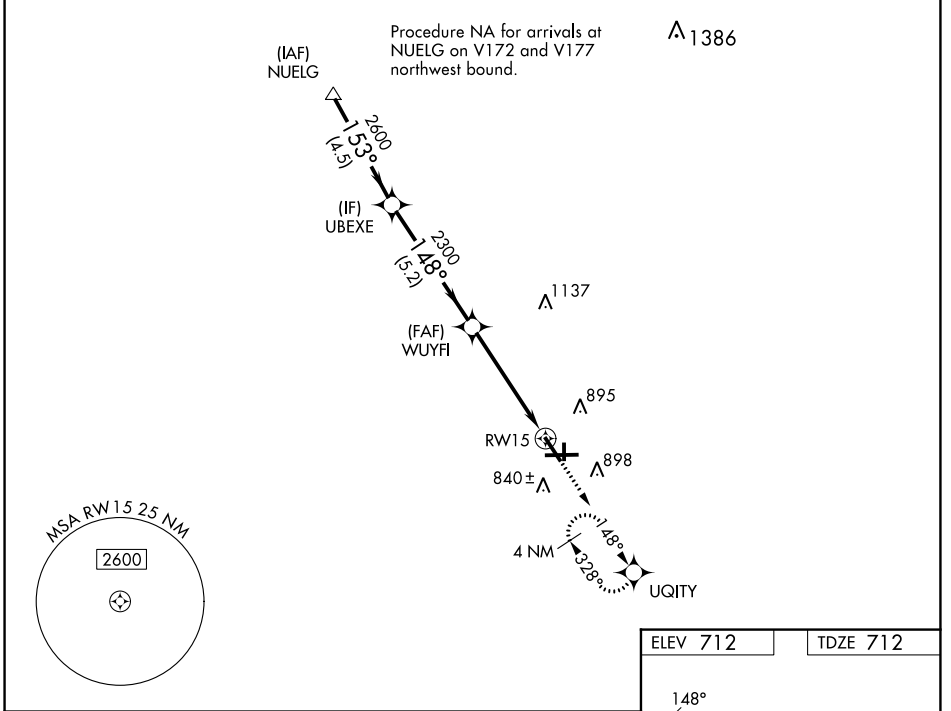 Procedure NA for arrivals at
NUELG on V172 and V177
northwest bound.
1386
(IAF)
NUELG
2600
153°
(4.5)
(IF)
UBEXE
2300
148°
(5.2)
1137
(FAF)
WUYFI
895
RW15
898
840±
4 NM
148°
328°
UQITY
MSA RW15 25 NM
2600
ELEV 712
TDZE 712
148°